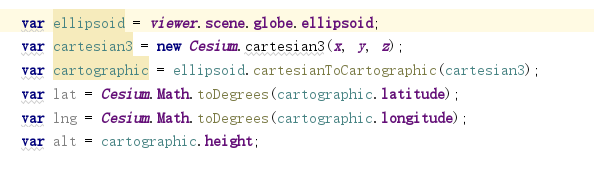 var ellipsoid = viewer.scene.globe.ellipsoid;
var cartesian3 = new Cesium.cartesian3(x, y, z);
var cartographic = ellipsoid.cartesianToCartographic(cartesian3);
var lat = Cesium.Math.toDegrees(cartographic.latitude);
var lng = Cesium.Math.toDegrees(cartographic.longitude);
var alt = cartographic.height;